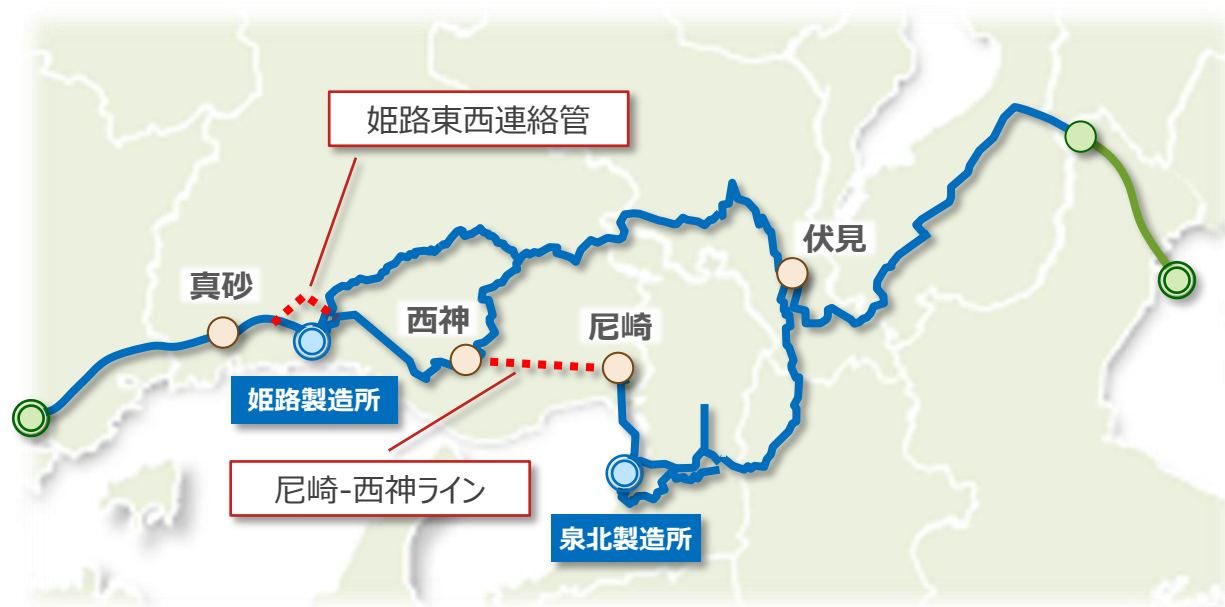 姫路東西連絡管
伏見
真砂
西神
尼崎
姫路製造所
尼崎-西神ライン
泉北製造所